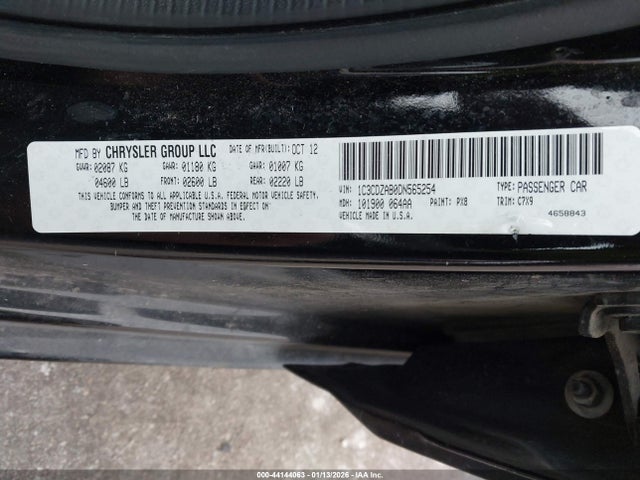 MFD BY CHRYSLER GROUP LLC DATE OF MFR(BUILT): OCT 12
GVWR: 02087 KG GAWR: 01180 KG GAWR: 01007 KG
04600 LB FRONT: 02600 LB REAR: 02220 LB
THIS VEHICLE CONFORMS TO ALL APPLICABLE U.S.A. FEDERAL MOTOR VEHICLE SAFETY,
BUMPER AND THEFT PREVENTION STANDARDS IN EFFECT ON
THE DATE OF MANUFACTURE SHOWN ABOVE.
VIN: 1C3CDZAB0DN565254 TYPE: PASSENGER CAR
MDH: 101900 064AA PAINT: PX8 TRIM: C7X9
MADE IN U.S.A. 4658843
000-44144063 | 01/13/2026 | IAA Inc.